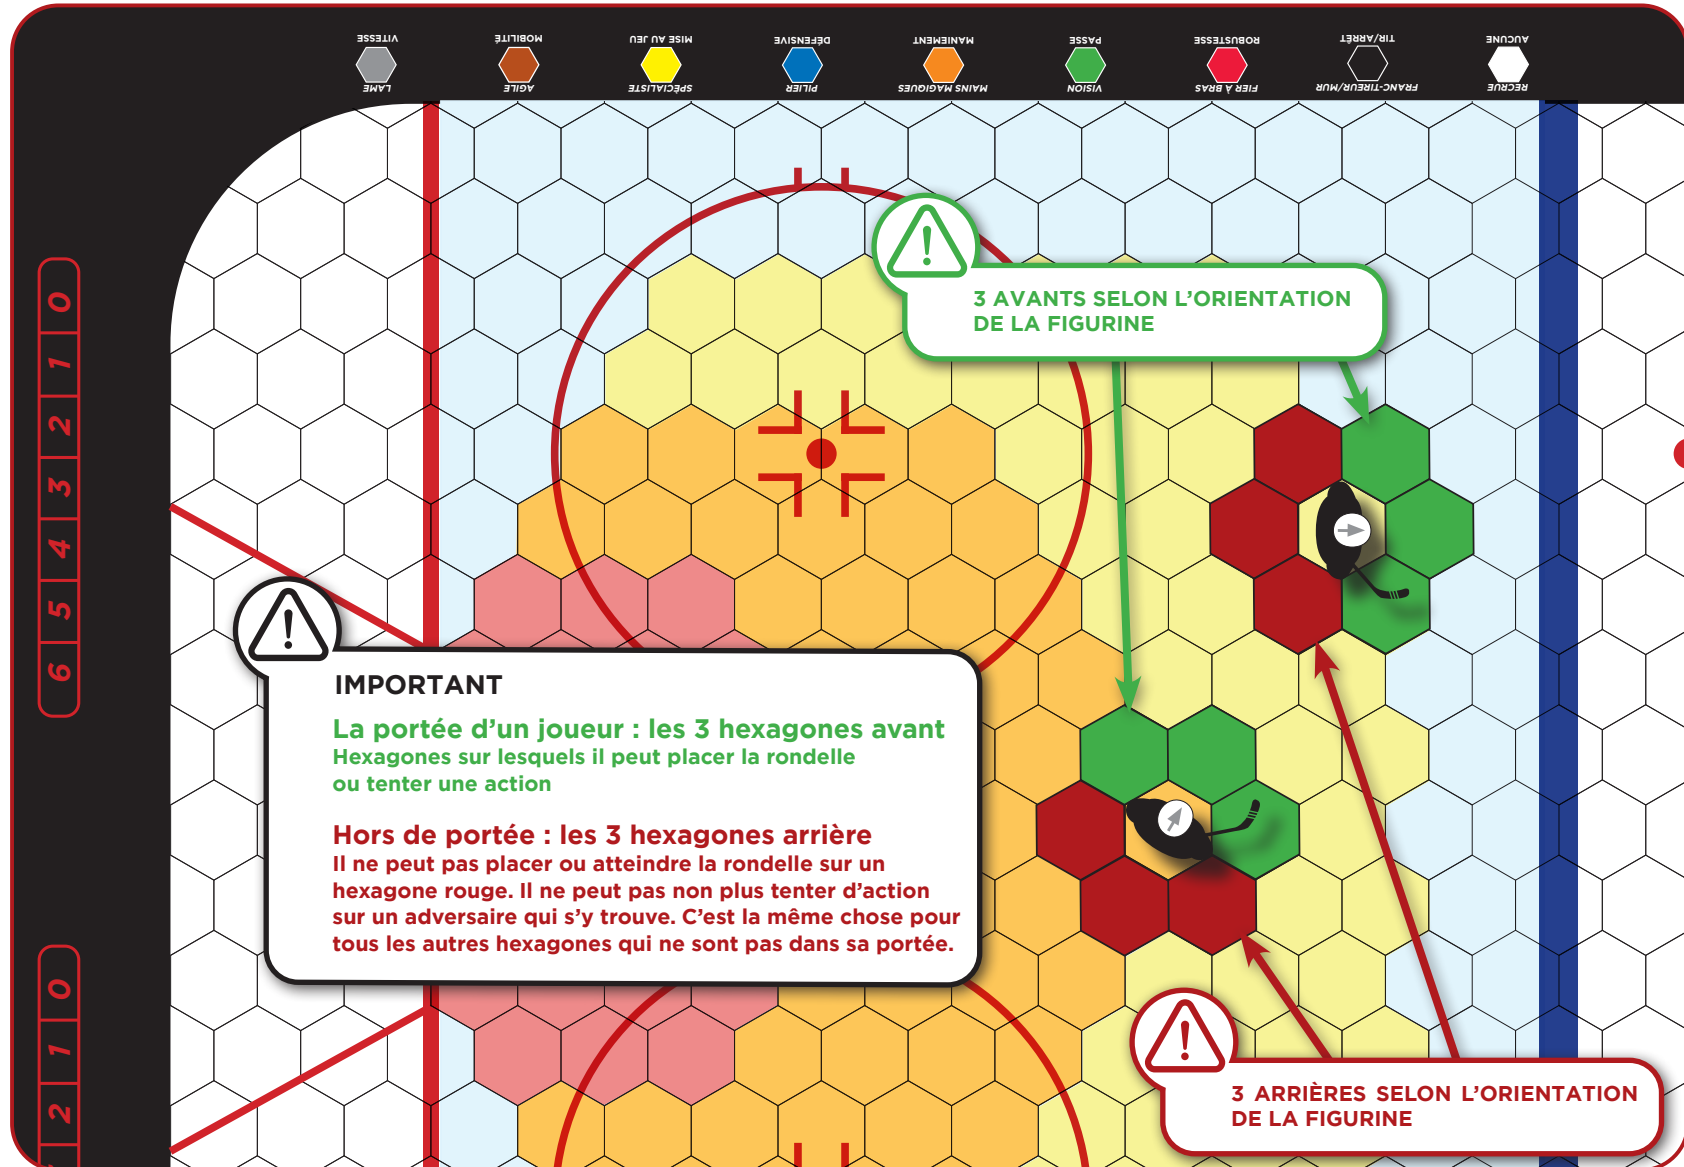 VITESSE
LAME
MOBILITÉ
AGILE
MISE AU JEU
SPÉCIALISTE
DÉFENSIVE
PILIER
MANIEMENT
MAINS MAGIQUES
PASSE
VISION
ROBUSTESSE
FIER À BRAS
TIR/ARRÊT
FRANC-TIREUR/MUR
AUCUNE
RECRUE
0
1
2
3
4
5
6
!
3 AVANTS SELON L'ORIENTATION
DE LA FIGURINE
!
IMPORTANT
La portée d'un joueur : les 3 hexagones avant
Hexagones sur lesquels il peut placer la rondelle
ou tenter une action
Hors de portée : les 3 hexagones arrière
Il ne peut pas placer ou atteindre la rondelle sur un
hexagone rouge. Il ne peut pas non plus tenter d'action
sur un adversaire qui s'y trouve. C'est la même chose pour
tous les autres hexagones qui ne sont pas dans sa portée.
0
1
2
!
3 ARRIÈRES SELON L'ORIENTATION
DE LA FIGURINE